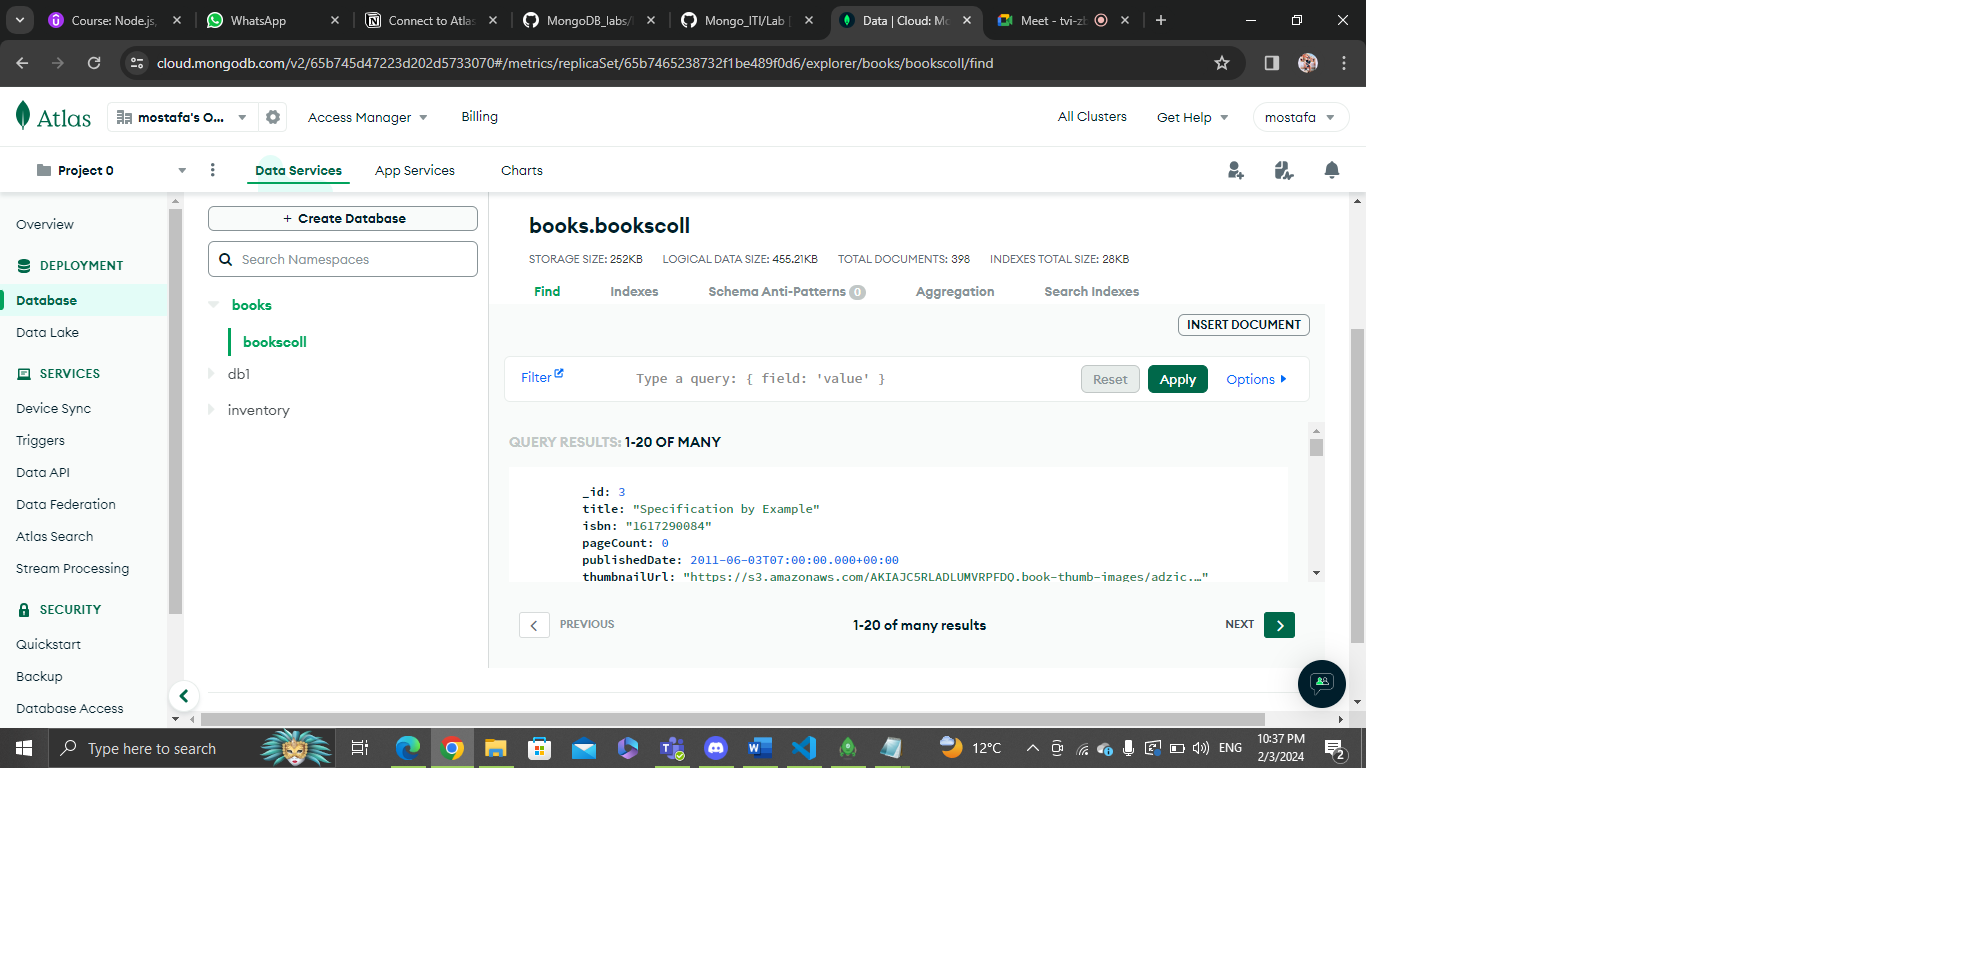 Course: Node.js,
WhatsApp
Connect to Atlas
MongoDB_labs/
Mongo_ITI/Lab
Data | Cloud: Mo
Meet - tvi-zb
cloud.mongodb.com/v2/65b745d47223d202d5733070#/metrics/replicaSet/65b7465238732f1be489f0d6/explorer/books/bookscoll/find
Atlas
mostafa's O...
Access Manager
Billing
All Clusters
Get Help
mostafa
Project 0
Data Services
App Services
Charts
Overview
DEPLOYMENT
Database
Data Lake
SERVICES
Device Sync
Triggers
Data API
Data Federation
Atlas Search
Stream Processing
SECURITY
Quickstart
Backup
Database Access
+ Create Database
Search Namespaces
books
bookscoll
db1
inventory
books.bookscoll
STORAGE SIZE: 252KB LOGICAL DATA SIZE: 455.21KB TOTAL DOCUMENTS: 398 INDEXES TOTAL SIZE: 28KB
Find Indexes Schema Anti-Patterns 0 Aggregation Search Indexes
INSERT DOCUMENT
Filter
Type a query: { field: 'value' }
Reset
Apply
Options
QUERY RESULTS: 1-20 OF MANY
_id: 3
title: "Specification by Example"
isbn: "1617290084"
pageCount: 0
publishedDate: 2011-06-03T07:00:00.000+00:00
thumbnailUrl: "https://s3.amazonaws.com/AKIAJC5RLADLUMVRPFDQ.book-thumb-images/adzic.…"
PREVIOUS
1-20 of many results
NEXT
Type here to search
12°C
ENG
10:37 PM
2/3/2024
2